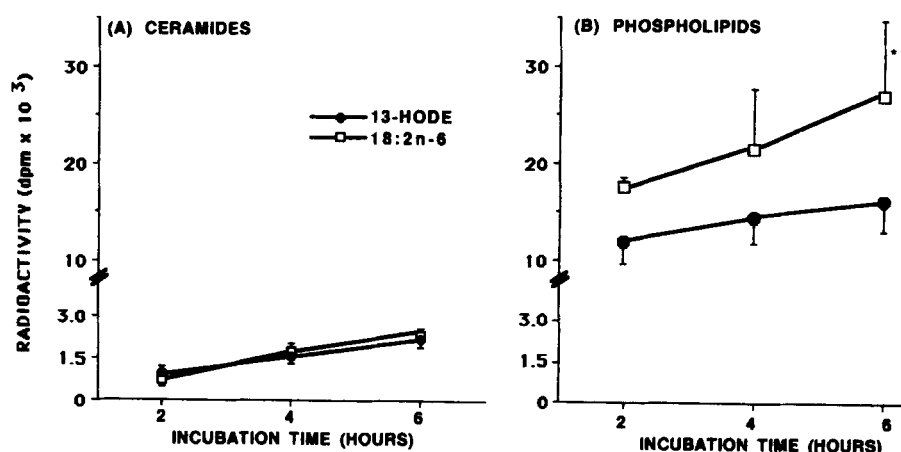 (A) CERAMIDES
RADIOACTIVITY (dpm x 10 3)
30
20
10
3.0
1.5
0
13-HODE
18:2n-6
2 4 6
INCUBATION TIME (HOURS)
(B) PHOSPHOLIPIDS
30
20
10
3.0
1.5
0
*
2 4 6
INCUBATION TIME (HOURS)